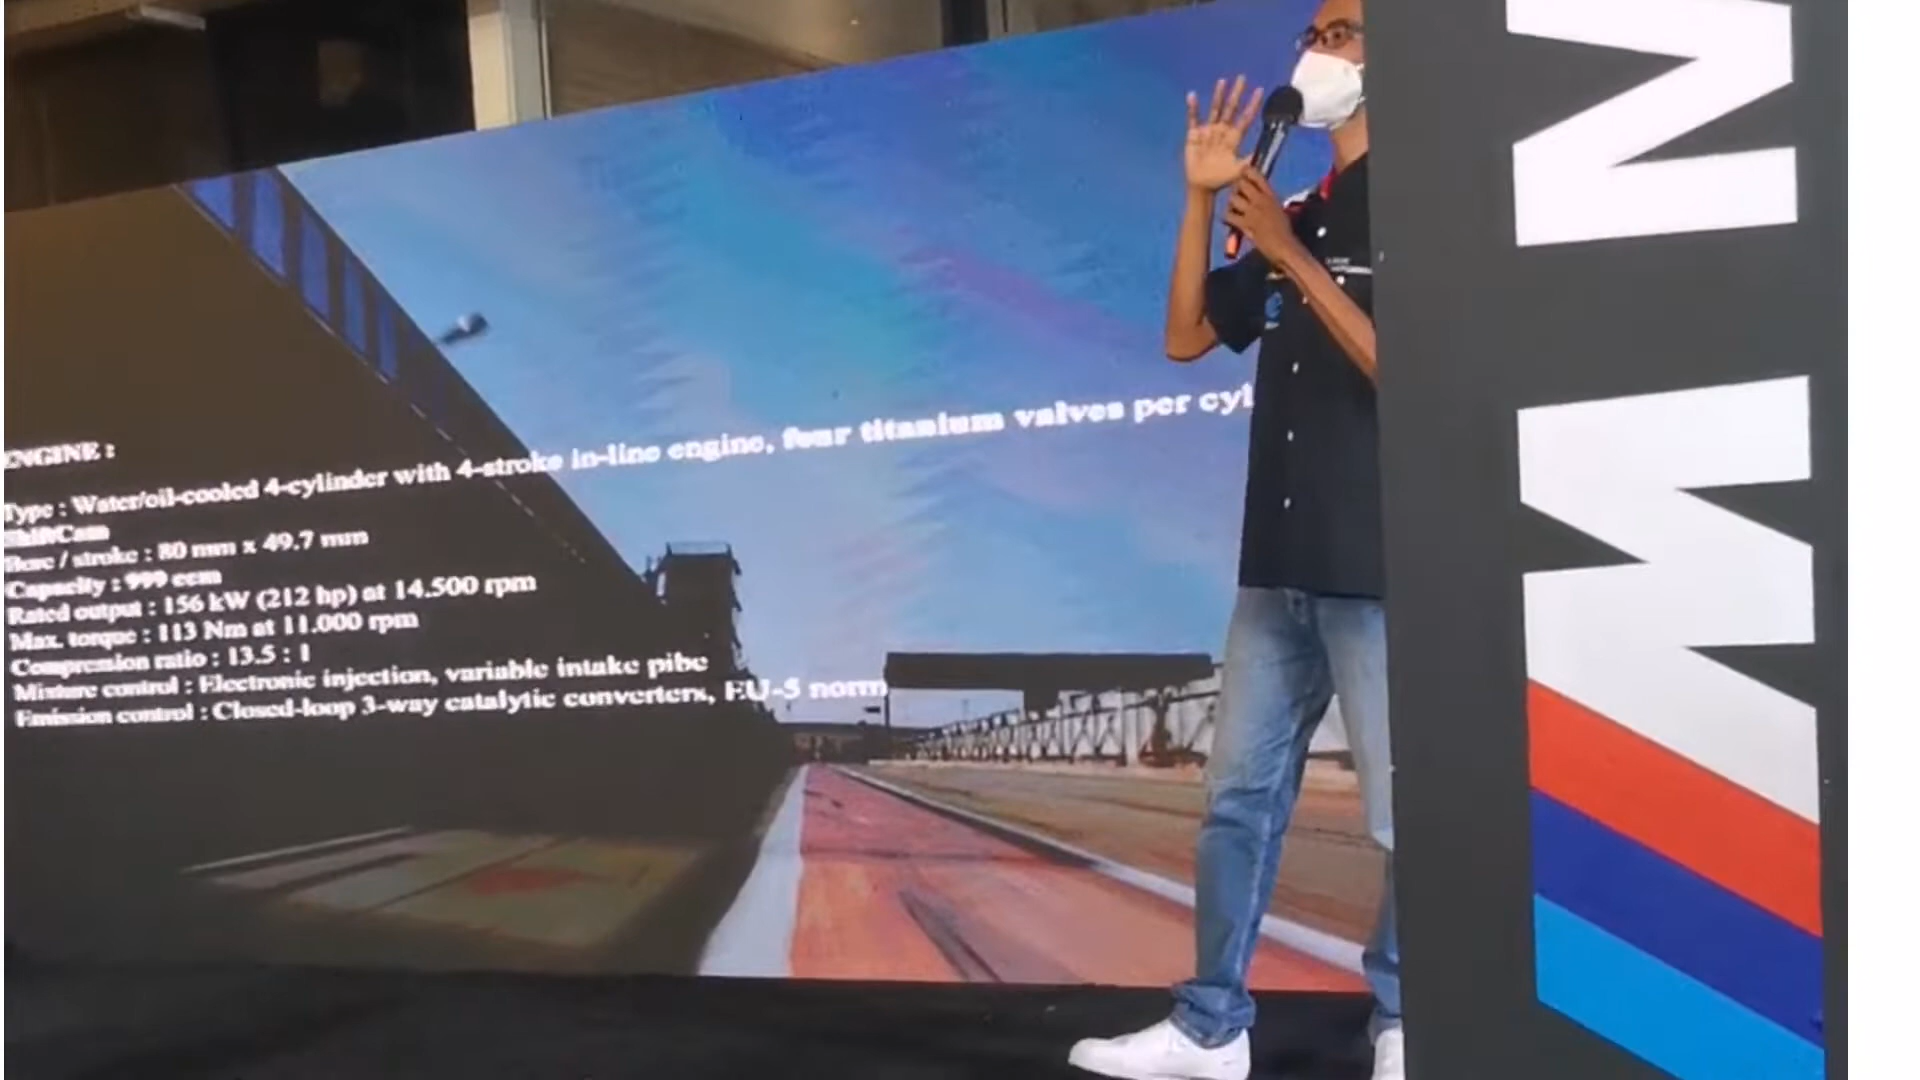 ENGINE :
Type : Water/oil-cooled 4-cylinder with 4-stroke in-line engine, four titanium valves per cyl
ShiftCam
Bore / stroke : 80 mm x 49.7 mm
Capacity : 999 ccm
Rated output : 156 kW (212 hp) at 14.500 rpm
Max. torque : 113 Nm at 11.000 rpm
Compression ratio : 13.5 : 1
Mixture control : Electronic injection, variable intake pibe
Emission control : Closed-loop 3-way catalytic converters, EU-5 norm